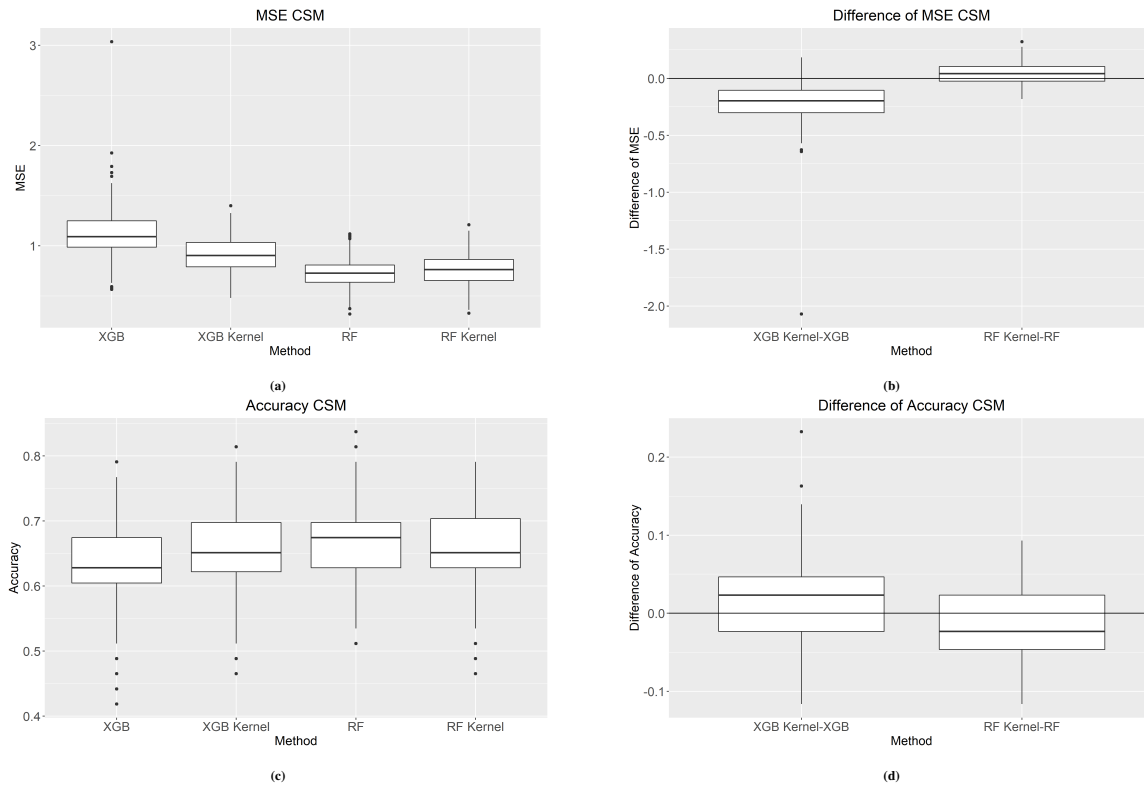 MSE CSM
3
2
1
MSE
XGB
XGB Kernel
RF
RF Kernel
Method
(a)
Difference of MSE CSM
0.0
-0.5
-1.0
-1.5
-2.0
Difference of MSE
XGB Kernel-XGB
RF Kernel-RF
Method
(b)
Accuracy CSM
0.8
0.7
0.6
0.5
0.4
Accuracy
XGB
XGB Kernel
RF
RF Kernel
Method
(c)
Difference of Accuracy CSM
0.2
0.1
0.0
-0.1
Difference of Accuracy
XGB Kernel-XGB
RF Kernel-RF
Method
(d)